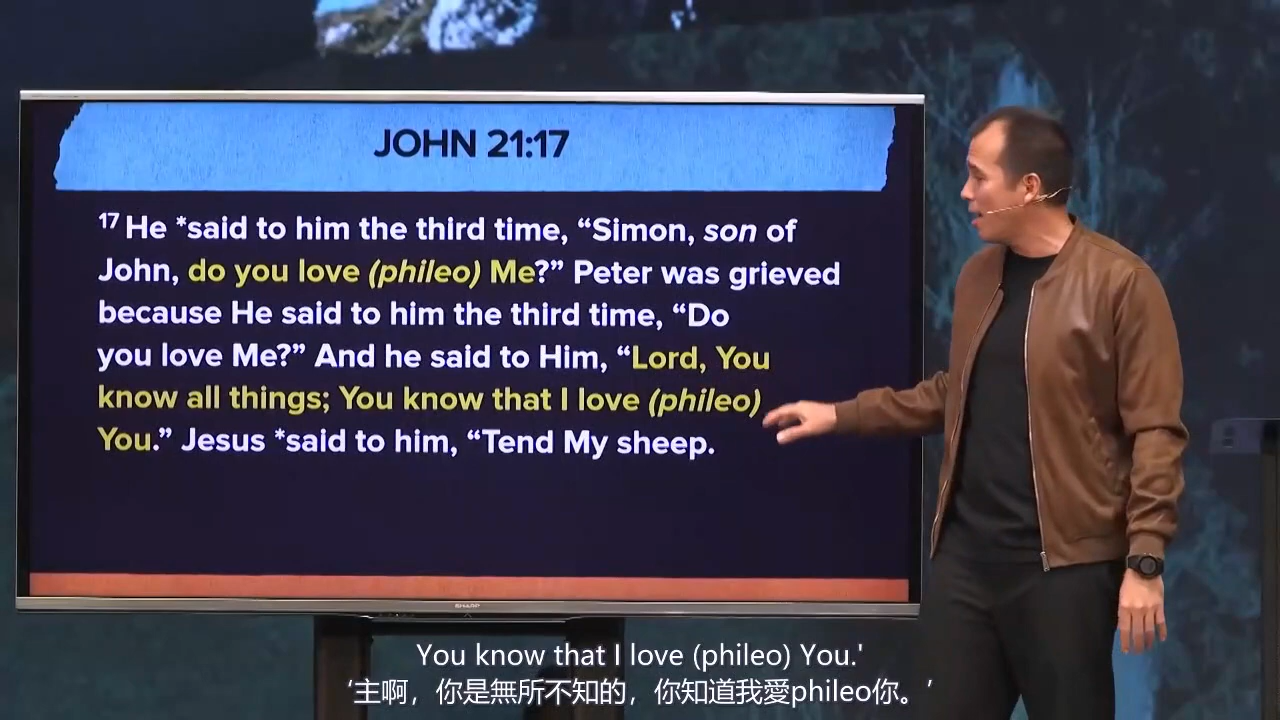 JOHN 21:17
17 He *said to him the third time, “Simon, son of
John, do you love (phileo) Me?” Peter was grieved
because He said to him the third time, “Do
you love Me?” And he said to Him, “Lord, You
know all things; You know that I love (phileo)
You.” Jesus *said to him, “Tend My sheep.
SHARP
You know that I love (phileo) You.'
‘主啊，你是無所不知的，你知道我愛phileo你。’